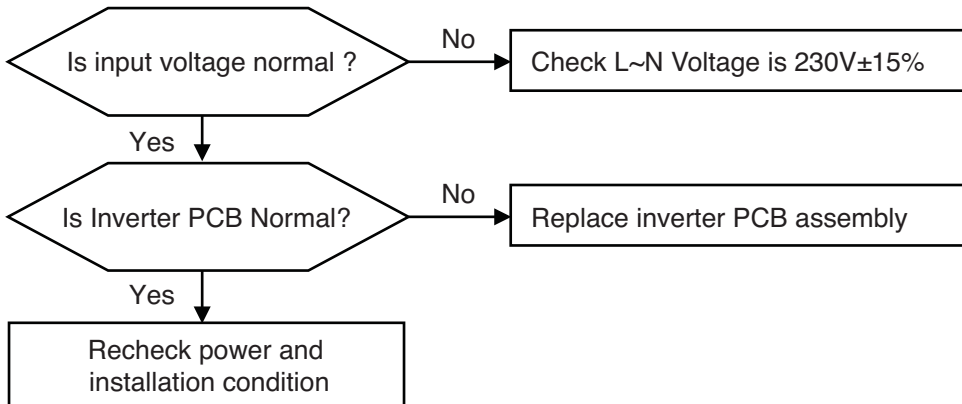 Is input voltage normal ?
No
Check L~N Voltage is 230V±15%
Yes
Is Inverter PCB Normal?
No
Replace inverter PCB assembly
Yes
Recheck power and
installation condition